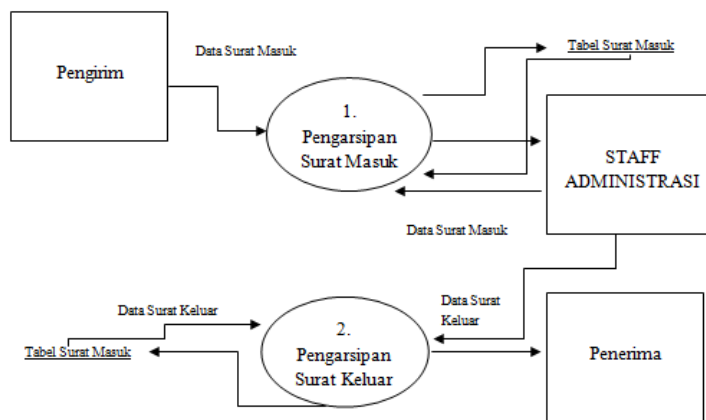 Pengirim
Data Surat Masuk
Tabel Surat Masuk
1.
Pengarsipan
Surat Masuk
STAFF
ADMINISTRASI
Data Surat Masuk
Data Surat Keluar
Data Surat
Keluar
Tabel Surat Masuk
2.
Pengarsipan
Surat Keluar
Penerima